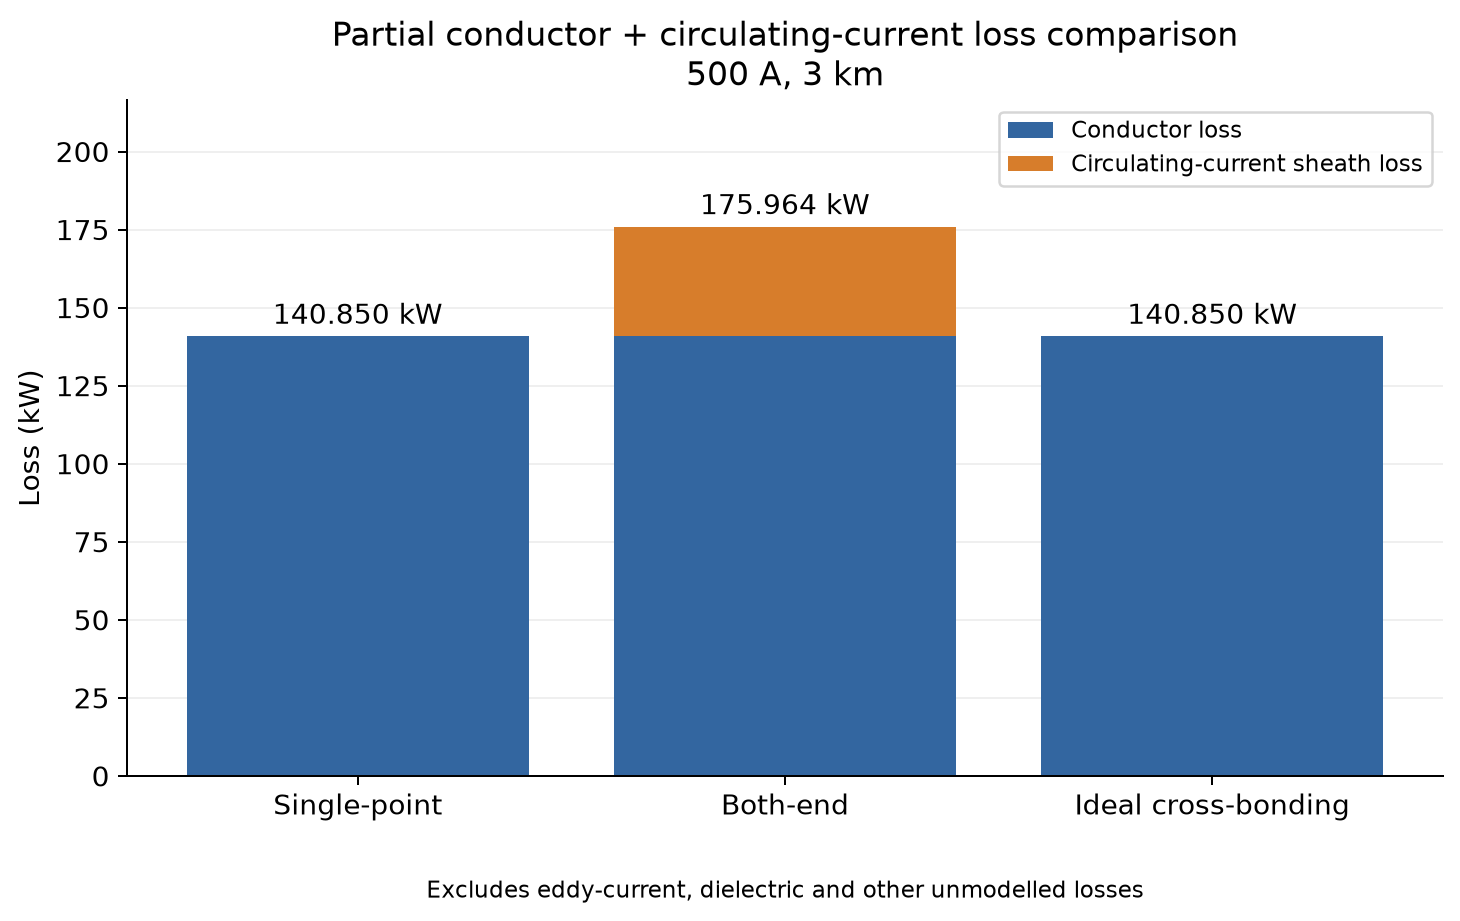 Partial conductor + circulating-current loss comparison
500 A, 3 km
Conductor loss
Circulating-current sheath loss
Loss (kW)
200
175
150
125
100
75
50
25
0
140.850 kW
175.964 kW
140.850 kW
Single-point
Both-end
Ideal cross-bonding
Excludes eddy-current, dielectric and other unmodelled losses